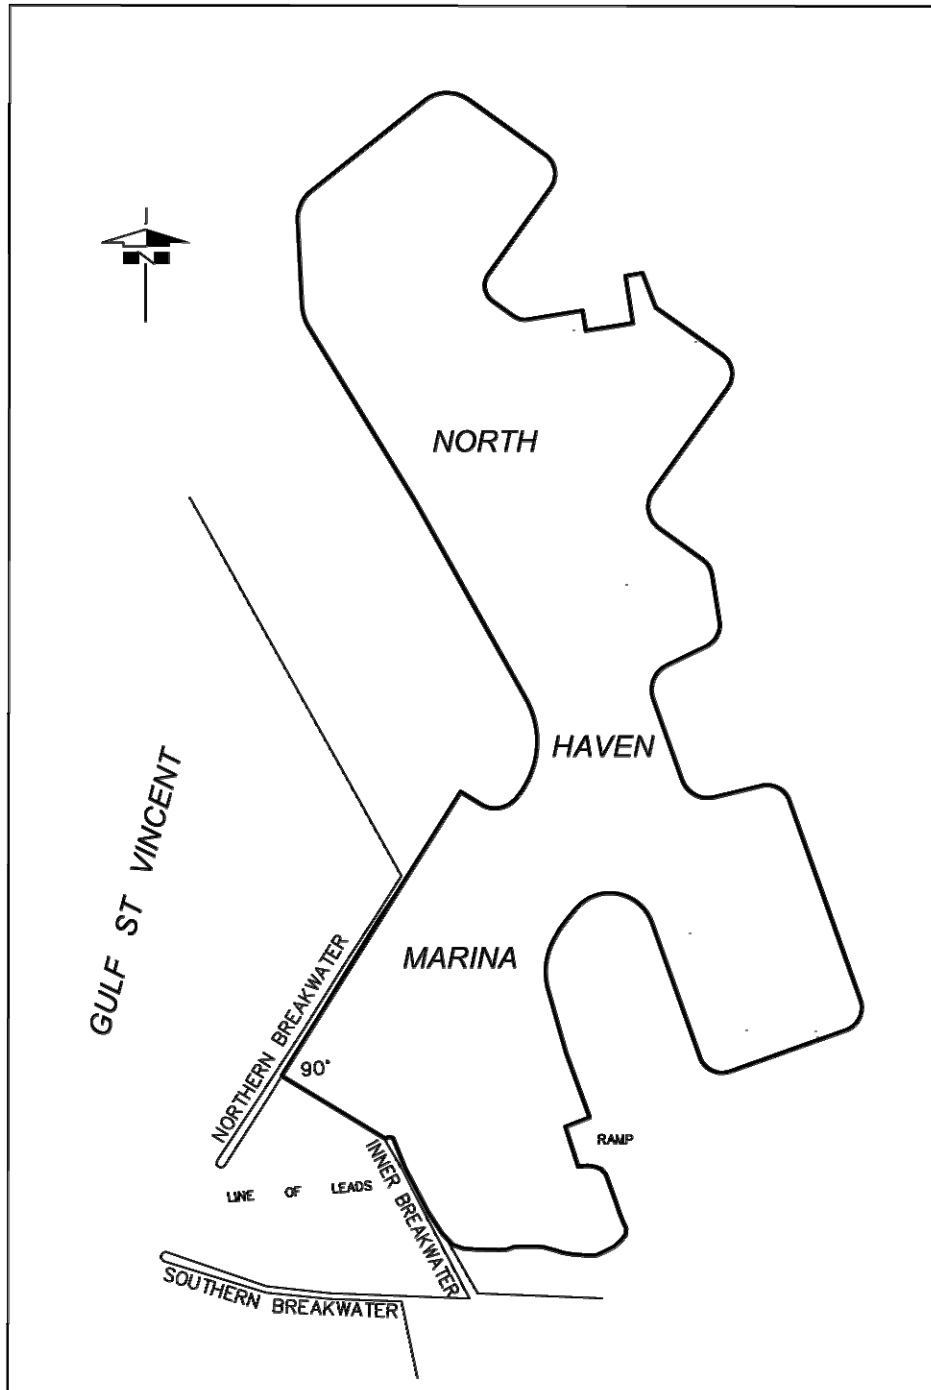 N
NORTH
HAVEN
GULF ST VINCENT
MARINA
NORTHERN BREAKWATER
90°
RAMP
INNER BREAKWATER
LINE OF LEADS
SOUTHERN BREAKWATER